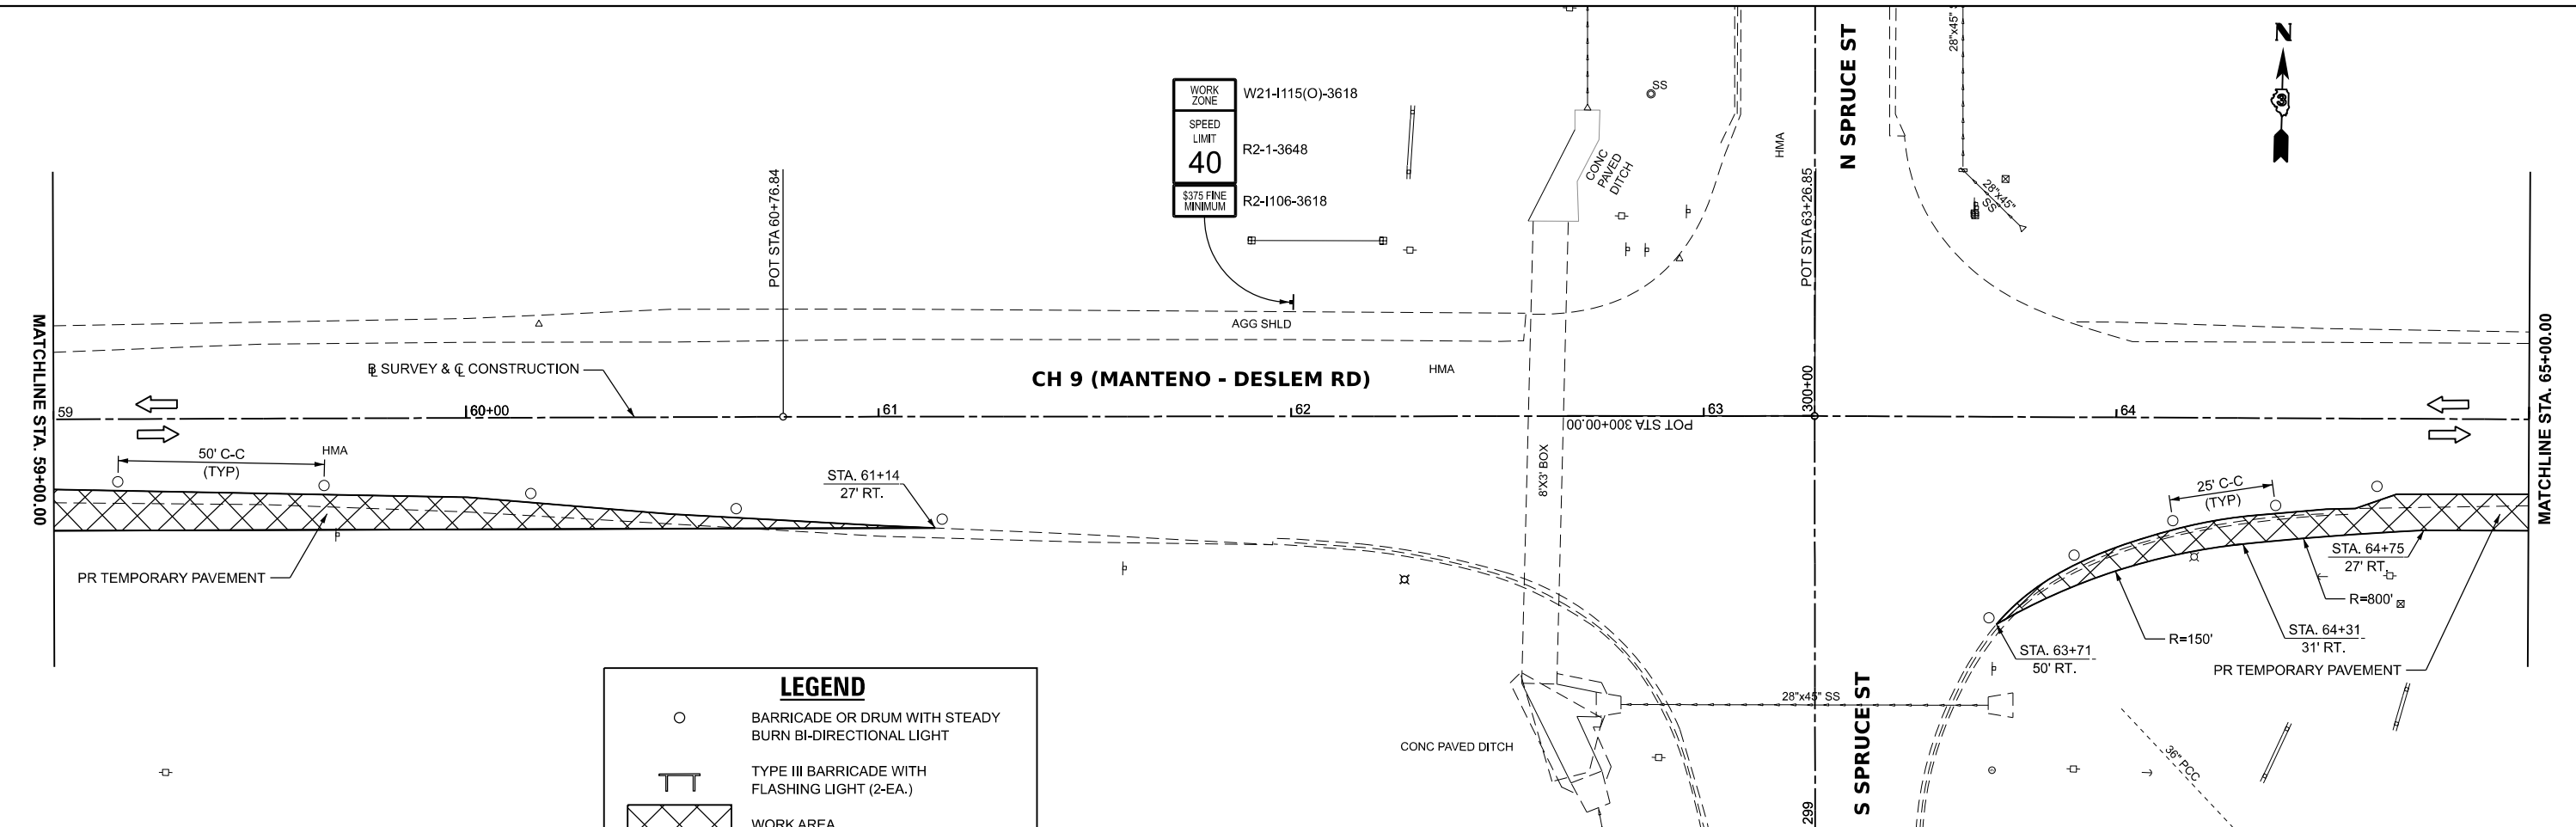 WORK
ZONE
W21-I115(O)-3618
SPEED
LIMIT
40
R2-1-3648
$375 FINE
MINIMUM
R2-I106-3618
N SPRUCE ST
28"x45" S
N
3
SS
HMA
CONC
PAVED
DITCH
28"x45"
SS
POT STA 60+76.84
POT STA 63+26.85
AGG SHLD
MATCHLINE STA. 59+00.00
MATCHLINE STA. 65+00.00
B SURVEY & C CONSTRUCTION
CH 9 (MANTENO - DESLEM RD)
HMA
59
60+00
61
62
63
300+00
64
POT STA 300+00.00
50' C-C
(TYP)
HMA
STA. 61+14
27' RT.
8'X3' BOX
25' C-C
(TYP)
STA. 64+75
27' RT.
PR TEMPORARY PAVEMENT
R=800'
R=150'
STA. 64+31
31' RT.
STA. 63+71
50' RT.
PR TEMPORARY PAVEMENT
LEGEND
BARRICADE OR DRUM WITH STEADY
BURN BI-DIRECTIONAL LIGHT
TYPE III BARRICADE WITH
FLASHING LIGHT (2-EA.)
WORK AREA
28"x45" SS
S SPRUCE ST
CONC PAVED DITCH
36" PCC
299